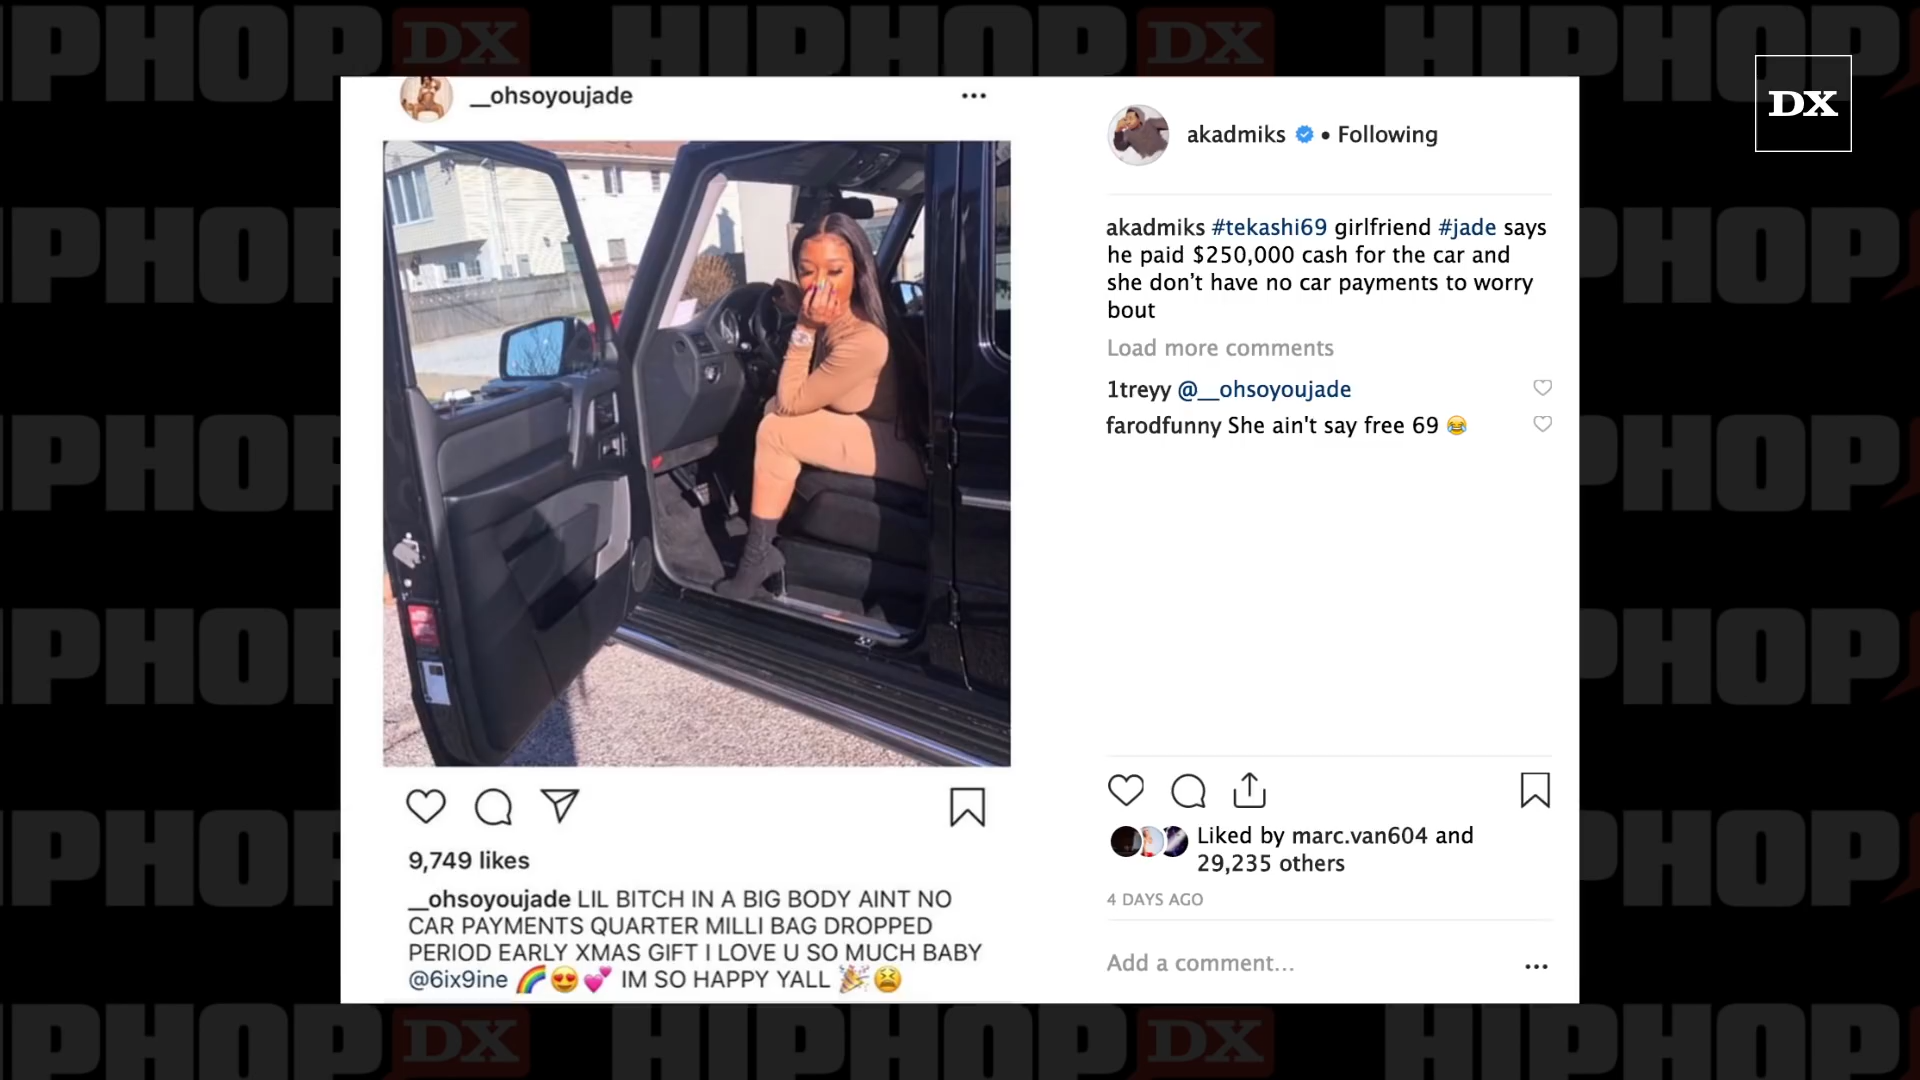 HIPHOP DX
DX
__ohsoyoujade
9,749 likes
__ohsoyoujade LIL BITCH IN A BIG BODY AINT NO
CAR PAYMENTS QUARTER MILLI BAG DROPPED
PERIOD EARLY XMAS GIFT I LOVE U SO MUCH BABY
@6ix9ine 🌈😍💕 IM SO HAPPY YALL 🎉😫
akadmiks • Following
akadmiks #tekashi69 girlfriend #jade says
he paid $250,000 cash for the car and
she don’t have no car payments to worry
bout
Load more comments
1treyy @__ohsoyoujade
farodfunny She ain't say free 69 😂
Liked by marc.van604 and
29,235 others
4 DAYS AGO
Add a comment...